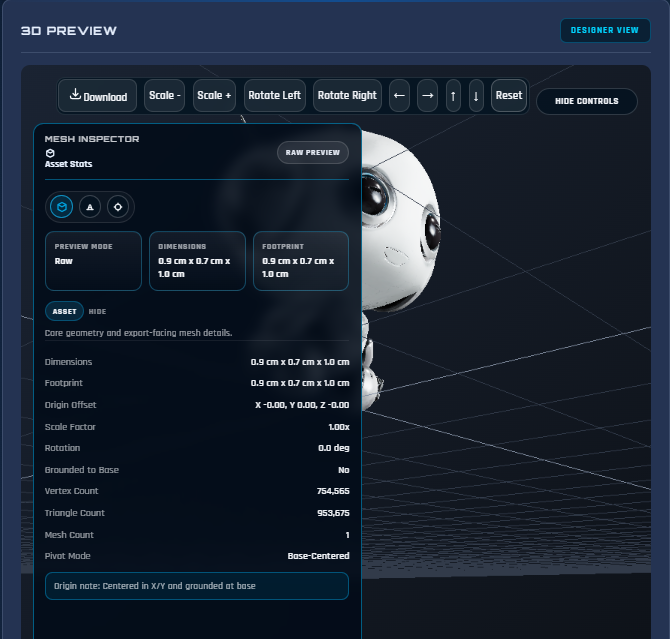 3D PREVIEW
DESIGNER VIEW
Download
Scale -
Scale +
Rotate Left
Rotate Right
←
→
↑
↓
Reset
HIDE CONTROLS
MESH INSPECTOR
Asset Stats
RAW PREVIEW
PREVIEW MODE
Raw
DIMENSIONS
0.9 cm x 0.7 cm x
1.0 cm
FOOTPRINT
0.9 cm x 0.7 cm x
1.0 cm
ASSET HIDE
Core geometry and export-facing mesh details.
Dimensions 0.9 cm x 0.7 cm x 1.0 cm
Footprint 0.9 cm x 0.7 cm x 1.0 cm
Origin Offset X -0.00, Y 0.00, Z -0.00
Scale Factor 1.00x
Rotation 0.0 deg
Grounded to Base No
Vertex Count 754,565
Triangle Count 953,675
Mesh Count 1
Pivot Mode Base-Centered
Origin note: Centered in X/Y and grounded at base